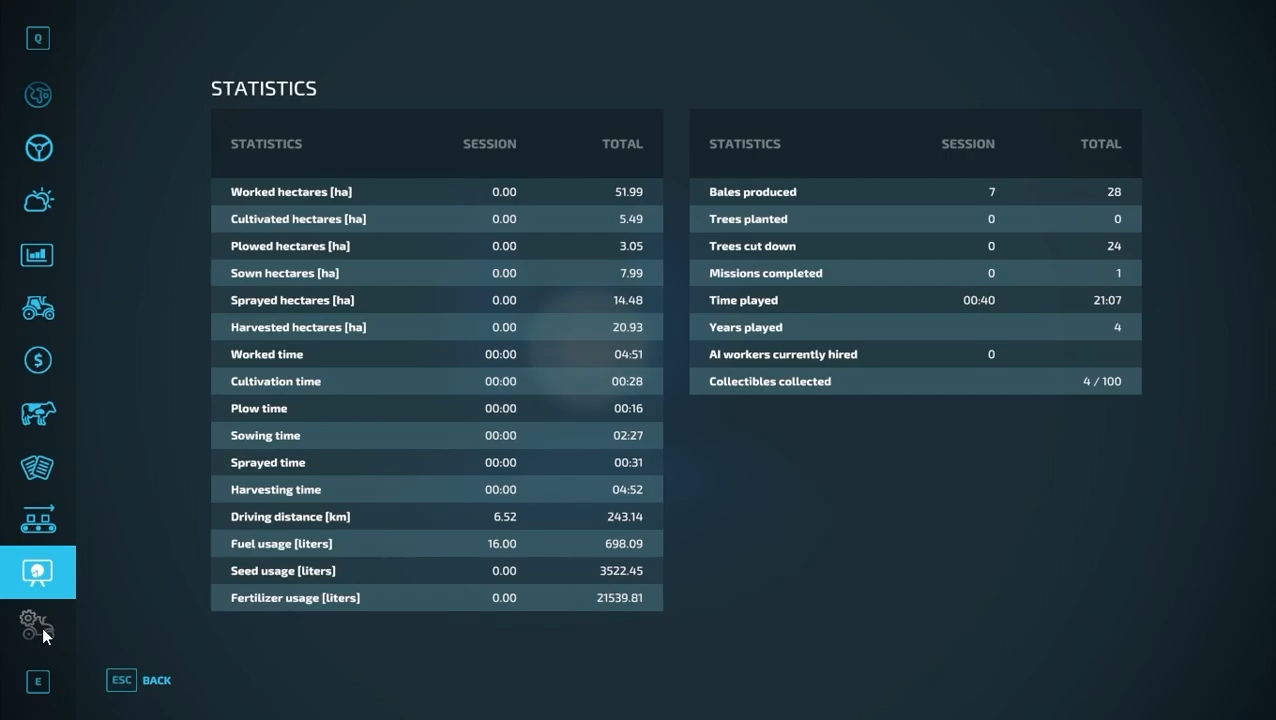 Q
STATISTICS
STATISTICS SESSION TOTAL
Worked hectares [ha] 0.00 51.99
Cultivated hectares [ha] 0.00 5.49
Plowed hectares [ha] 0.00 3.05
Sown hectares [ha] 0.00 7.99
Sprayed hectares [ha] 0.00 14.48
Harvested hectares [ha] 0.00 20.93
Worked time 00:00 04:51
Cultivation time 00:00 00:28
Plow time 00:00 00:16
Sowing time 00:00 02:27
Sprayed time 00:00 00:31
Harvesting time 00:00 04:52
Driving distance [km] 6.52 243.14
Fuel usage [liters] 16.00 698.09
Seed usage [liters] 0.00 3522.45
Fertilizer usage [liters] 0.00 21539.81
STATISTICS SESSION TOTAL
Bales produced 7 28
Trees planted 0 0
Trees cut down 0 24
Missions completed 0 1
Time played 00:40 21:07
Years played 4
AI workers currently hired 0
Collectibles collected 4 / 100
E
ESC BACK